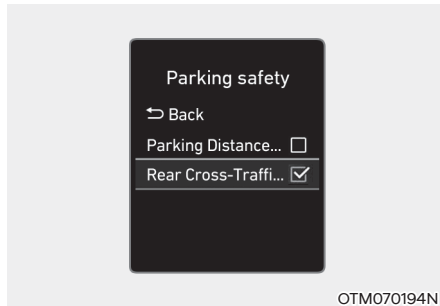 Parking safety
Back
Parking Distance...
Rear Cross-Traffi...
OTM070194N